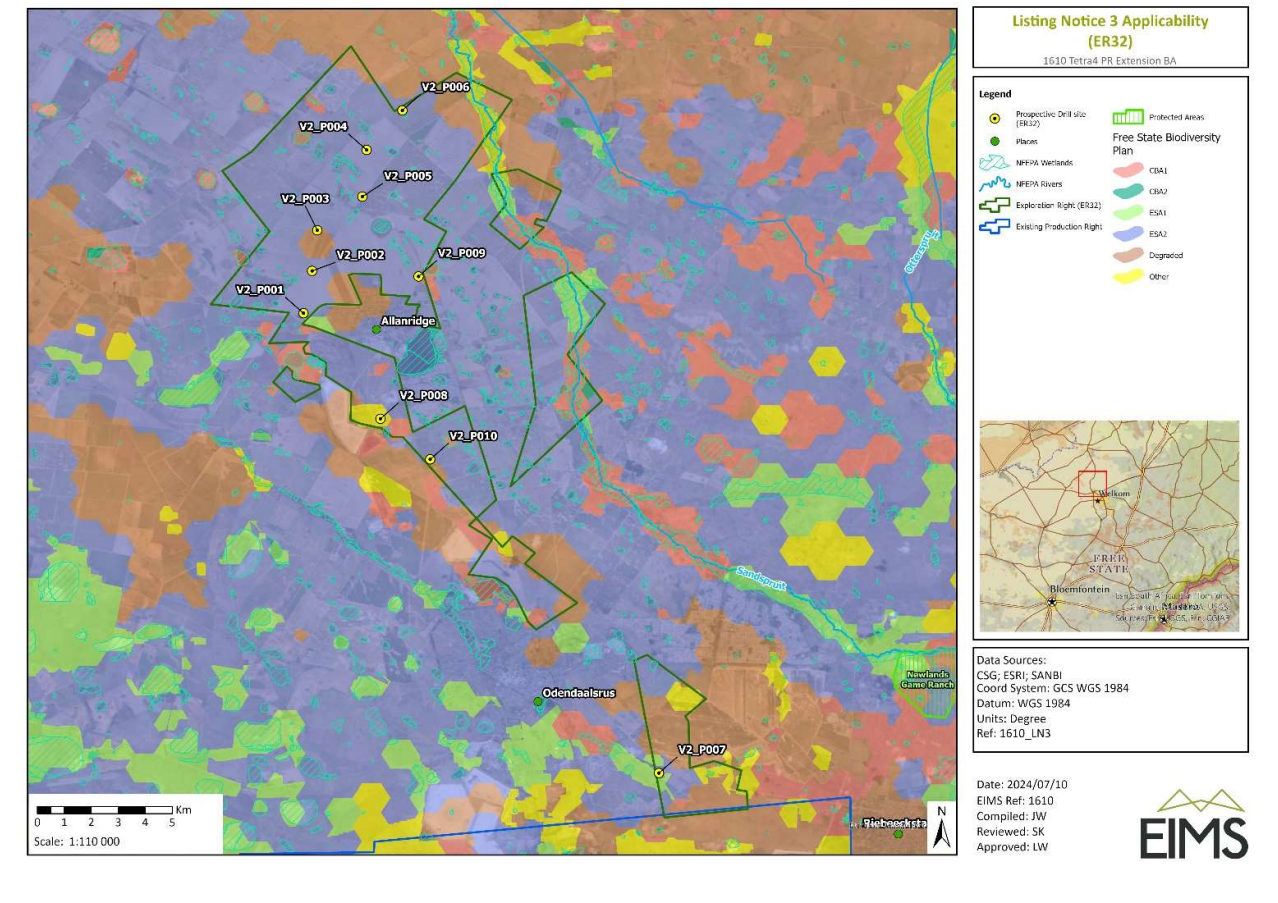 Listing Notice 3 Applicability
(ER32)
1610 Tetra4 PR Extension BA
Legend
Prospective Drill site
(ER32)
Places
NFEPA Wetlands
NFEPA Rivers
Exploration Right (ER32)
Existing Production Right
Protected Areas
Free State Biodiversity
Plan
CBA1
CBA2
ESA1
ESA2
Degraded
Other
V2_P006
V2_P004
V2_P005
V2_P003
V2_P002
V2_P009
V2_P001
Allanridge
V2_P008
V2_P010
Sandspruit
Newlands
Game Ranch
Odendaalsrus
V2_P007
Km
0 1 2 3 4 5
Scale: 1:110 000
N
Welkom
FREE
STATE
Bloemfontein
Data Sources:
CSG; ESRI; SANBI
Coord System: GCS WGS 1984
Datum: WGS 1984
Units: Degree
Ref: 1610_LN3
Date: 2024/07/10
EIMS Ref: 1610
Compiled: JW
Reviewed: SK
Approved: LW
EIMS